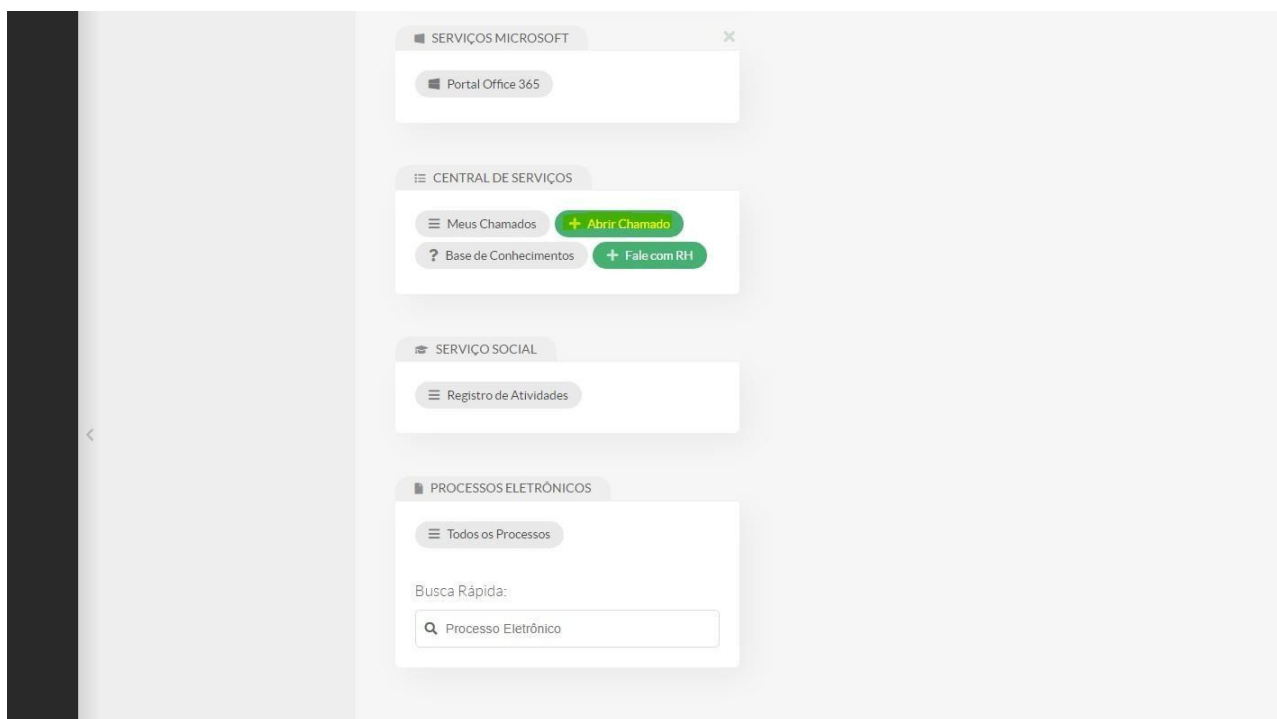 SERVIÇOS MICROSOFT
Portal Office 365
CENTRAL DE SERVIÇOS
Meus Chamados + Abrir Chamado
? Base de Conhecimentos + Fale com RH
SERVIÇO SOCIAL
Registro de Atividades
PROCESSOS ELETRÔNICOS
Todos os Processos
Busca Rápida:
Processo Eletrônico